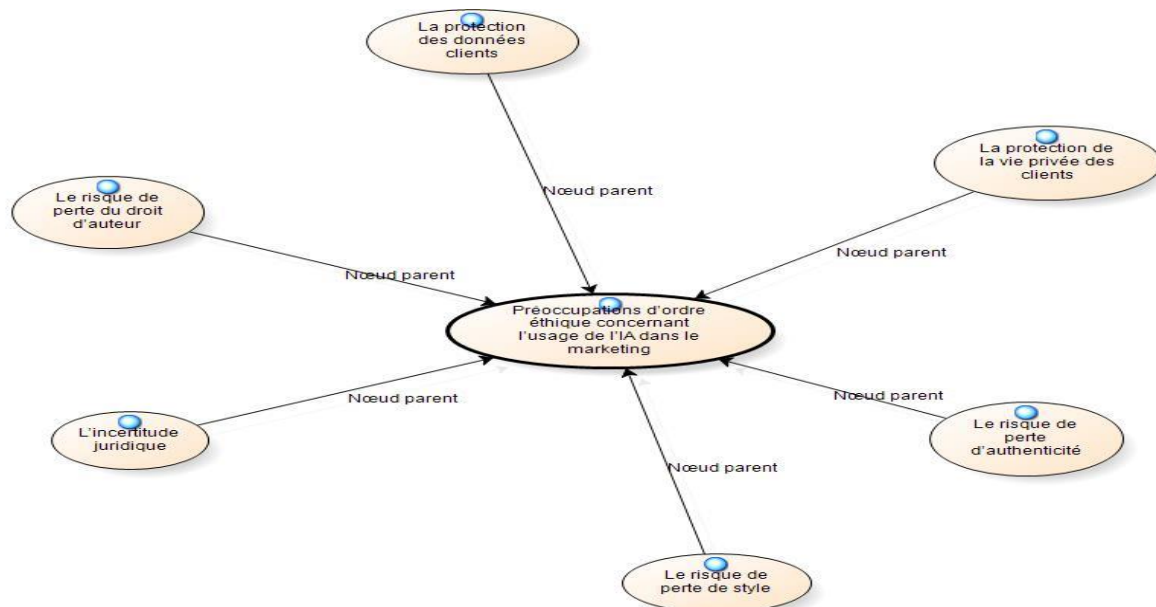 La protection
des données
clients
La protection de
la vie privée des
clients
Nœud parent
Le risque de
perte du droit
d'auteur
Nœud parent
Nœud parent
Préoccupations d'ordre
éthique concernant
l'usage de l'IA dans le
marketing
Nœud parent
Nœud parent
L'incertitude
juridique
Le risque de
perte
d'authenticité
Nœud parent
Le risque de
perte de style